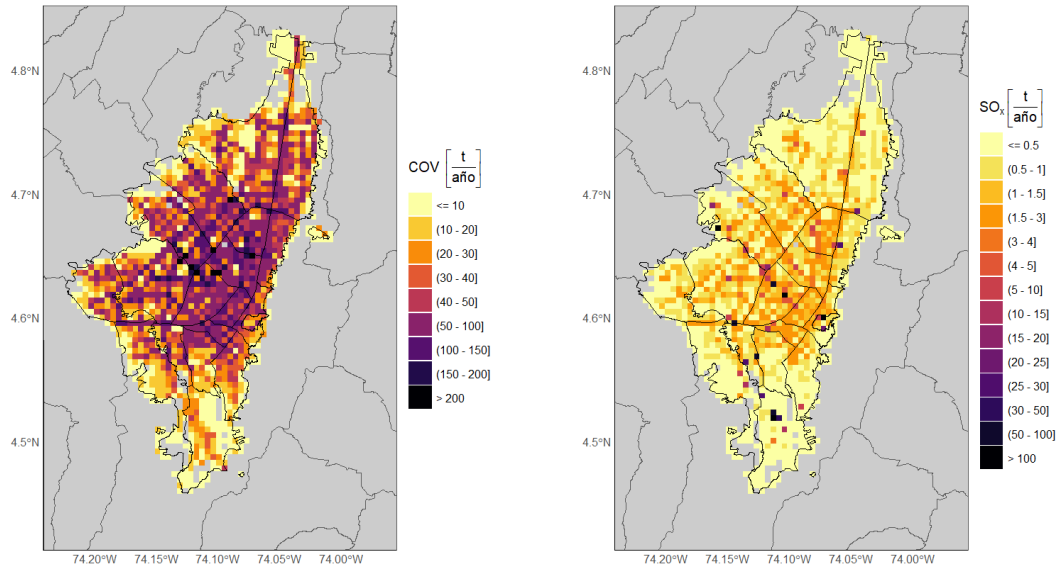 4.8°N
4.7°N
4.6°N
4.5°N
74.20°W 74.15°W 74.10°W 74.05°W 74.00°W
COV [t/año]
<= 10
(10 - 20]
(20 - 30]
(30 - 40]
(40 - 50]
(50 - 100]
(100 - 150]
(150 - 200]
> 200
4.8°N
4.7°N
4.6°N
4.5°N
74.20°W 74.15°W 74.10°W 74.05°W 74.00°W
SOₓ [t/año]
<= 0.5
(0.5 - 1]
(1 - 1.5]
(1.5 - 3]
(3 - 4]
(4 - 5]
(5 - 10]
(10 - 15]
(15 - 20]
(20 - 25]
(25 - 30]
(30 - 50]
(50 - 100]
> 100